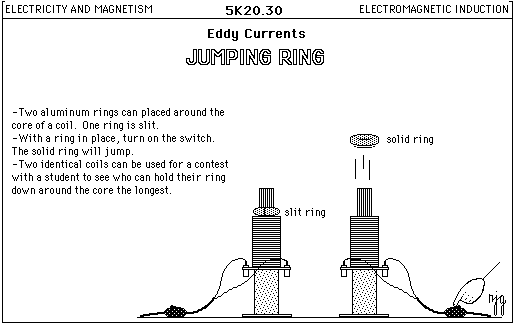 ELECTRICITY AND MAGNETISM 5K20.30 ELECTROMAGNETIC INDUCTION
Eddy Currents
JUMPING RING
-Two aluminum rings can placed around the
core of a coil. One ring is slit.
-With a ring in place, turn on the switch.
The solid ring will jump.
-Two identical coils can be used for a contest
with a student to see who can hold their ring
down around the core the longest.
solid ring
slit ring
njg